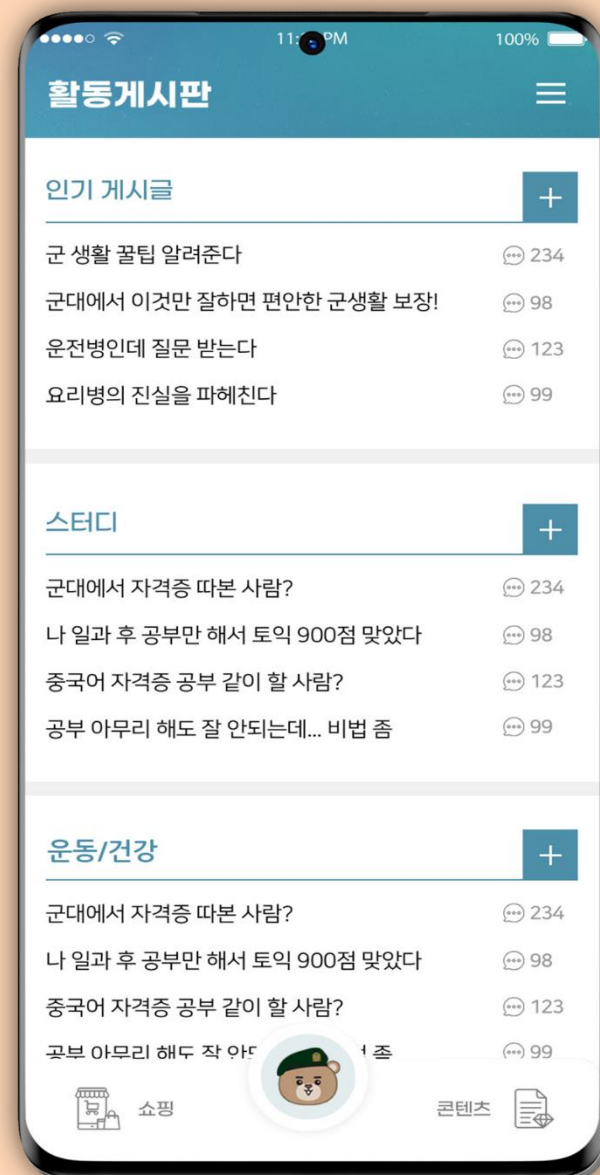 11: PM 100%
활동게시판
인기 게시글
군 생활 꿀팁 알려준다 234
군대에서 이것만 잘하면 편안한 군생활 보장! 98
운전병인데 질문 받는다 123
요리병의 진실을 파헤친다 99
스터디
군대에서 자격증 따본 사람? 234
나 일과 후 공부만 해서 토익 900점 맞았다 98
중국어 자격증 공부 같이 할 사람? 123
공부 아무리 해도 잘 안되는데... 비법 좀 99
운동/건강
군대에서 자격증 따본 사람? 234
나 일과 후 공부만 해서 토익 900점 맞았다 98
중국어 자격증 공부 같이 할 사람? 123
공부 아무리 해도 잘 좀 99
쇼핑 콘텐츠